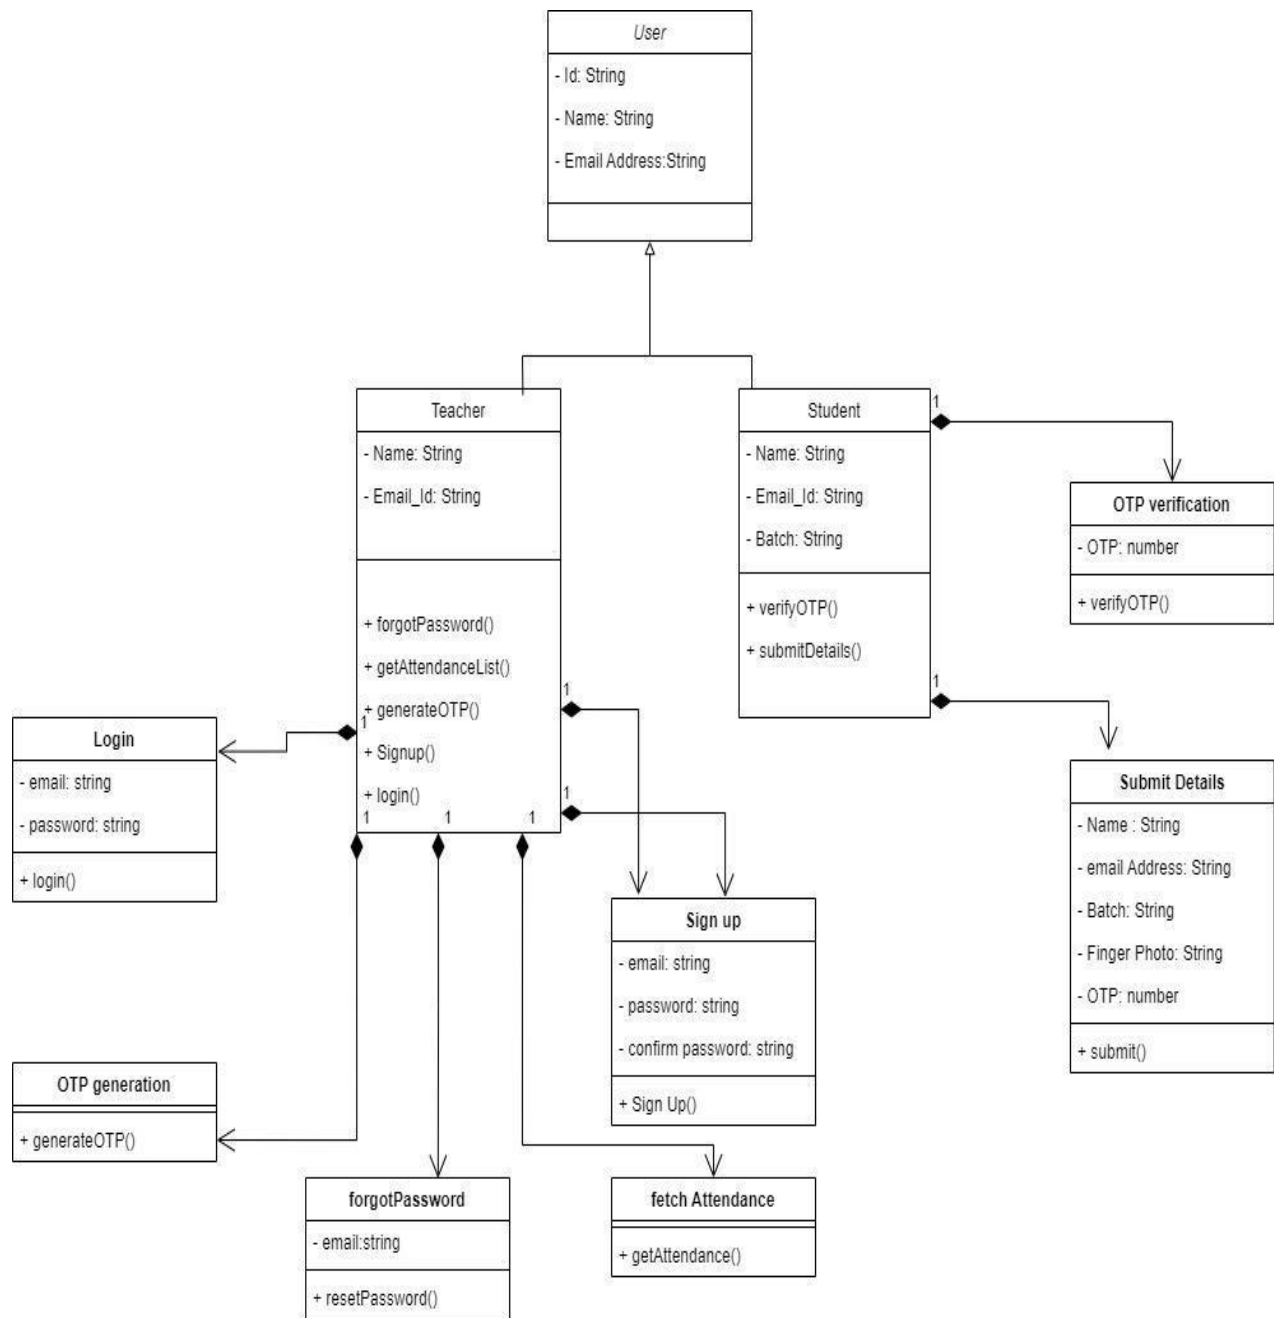 User
- Id: String
- Name: String
- Email Address:String
Teacher
- Name: String
- Email_Id: String
+ forgotPassword()
+ getAttendanceList()
+ generateOTP()
+ Signup()
+ login()
1
1
1
1
1
1
Student
- Name: String
- Email_Id: String
- Batch: String
+ verifyOTP()
+ submitDetails()
1
1
OTP verification
- OTP: number
+ verifyOTP()
Login
- email: string
- password: string
+ login()
Submit Details
- Name : String
- email Address: String
- Batch: String
- Finger Photo: String
- OTP: number
+ submit()
Sign up
- email: string
- password: string
- confirm password: string
+ Sign Up()
OTP generation
+ generateOTP()
forgotPassword
- email:string
+ resetPassword()
fetch Attendance
+ getAttendance()